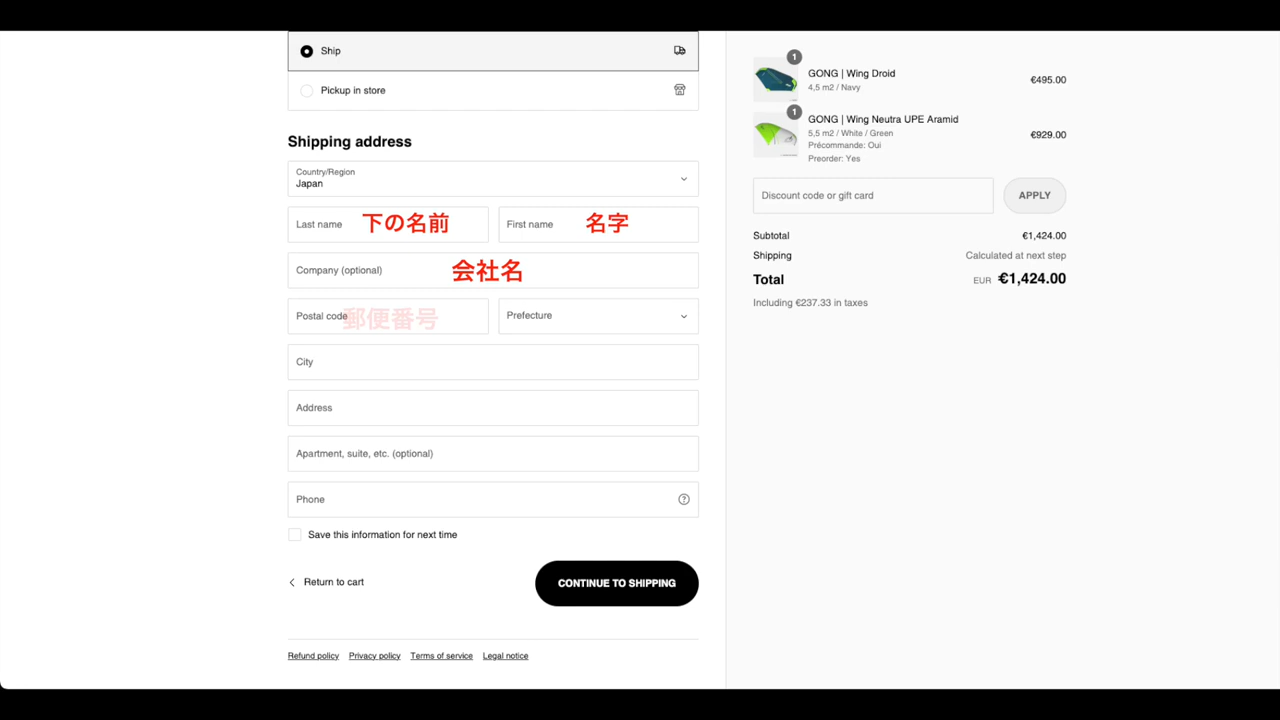 Ship
Pickup in store
Shipping address
Country/Region
Japan
Last name 下の名前
First name 名字
Company (optional) 会社名
Postal code 郵便番号
Prefecture
City
Address
Apartment, suite, etc. (optional)
Phone
Save this information for next time
Return to cart
CONTINUE TO SHIPPING
Refund policy Privacy policy Terms of service Legal notice
1
GONG | Wing Droid
4,5 m2 / Navy
€495.00
1
GONG | Wing Neutra UPE Aramid
5,5 m2 / White / Green
Précommande: Oui
Preorder: Yes
€929.00
Discount code or gift card
APPLY
Subtotal €1,424.00
Shipping Calculated at next step
Total EUR €1,424.00
Including €237.33 in taxes